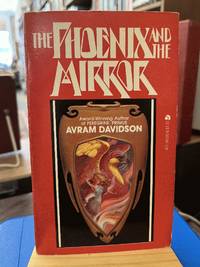 THE PHOENIX AND THE
MIRROR
Award-Winning Author
of PEREGRINE: PRIMUS
AVRAM DAVIDSON